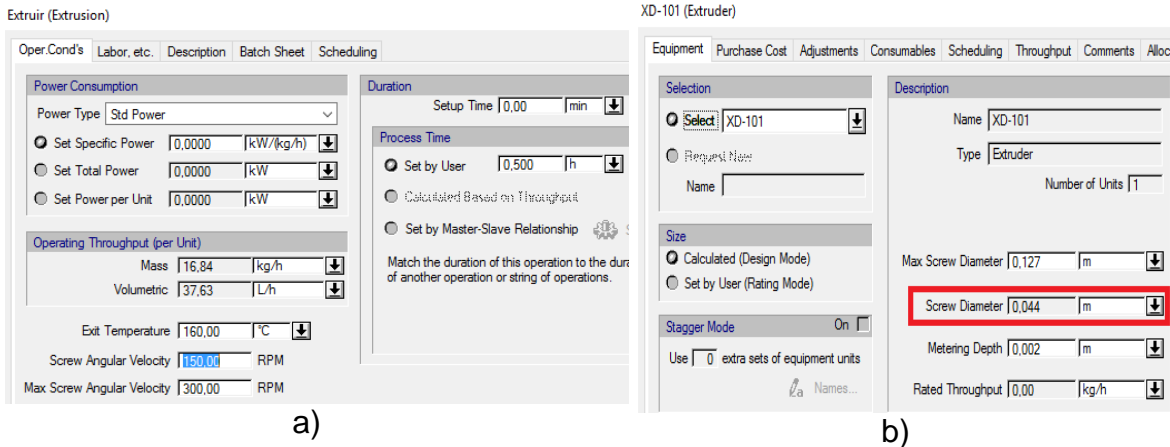 Extruir (Extrusion)
Oper.Cond's Labor, etc. Description Batch Sheet Scheduling
Power Consumption
Power Type Std Power
Set Specific Power 0,0000 kW/(kg/h)
Set Total Power 0,0000 kW
Set Power per Unit 0,0000 kW
Operating Throughput (per Unit)
Mass 16,84 kg/h
Volumetric 37,63 L/h
Exit Temperature 160,00 °C
Screw Angular Velocity 150,00 RPM
Max Screw Angular Velocity 300,00 RPM
Duration
Setup Time 0,00 min
Process Time
Set by User 0,500 h
Calculated Based on Throughput
Set by Master-Slave Relationship S
Match the duration of this operation to the dura
of another operation or string of operations.
a)
XD-101 (Extruder)
Equipment Purchase Cost Adjustments Consumables Scheduling Throughput Comments Alloc
Selection
Select XD-101
Request New
Name
Size
Calculated (Design Mode)
Set by User (Rating Mode)
Stagger Mode On
Use 0 extra sets of equipment units
Names...
Description
Name XD-101
Type Extruder
Number of Units 1
Max Screw Diameter 0,127 m
Screw Diameter 0,044 m
Metering Depth 0,002 m
Rated Throughput 0,00 kg/h
b)